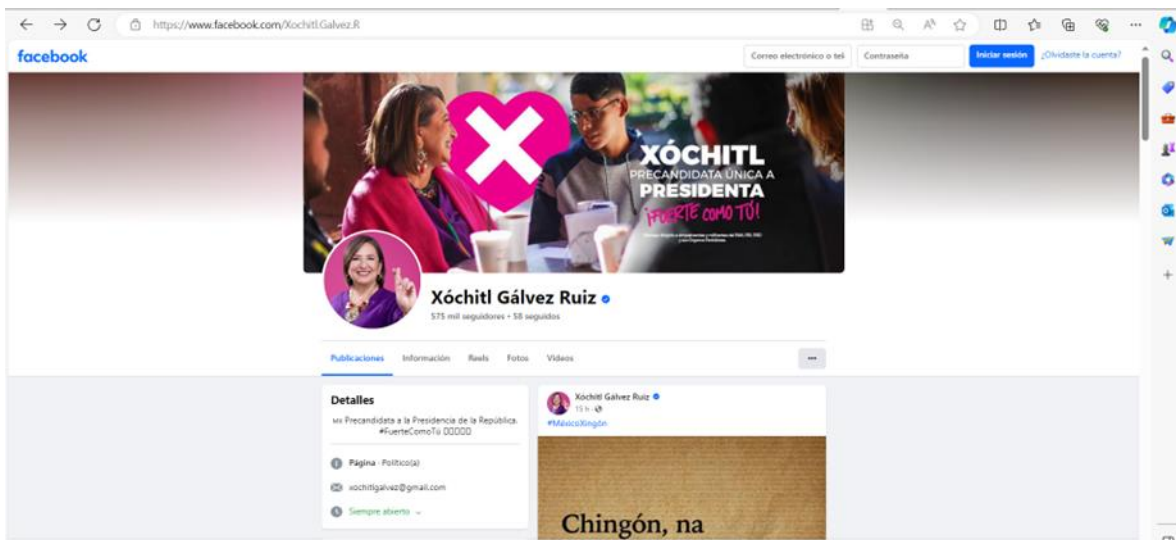 https://www.facebook.com/Xochitl.Galvez.R
facebook
Correo electrónico o tel
Contraseña
Iniciar sesión
¿Olvidaste la cuenta?
XÓCHITL
PRECANDIDATA ÚNICA A
PRESIDENTA
¡FUERTE COMO TÚ!
Xóchitl Gálvez Ruiz
575 mil seguidores • 58 seguidos
Publicaciones
Información
Reels
Fotos
Videos
Detalles
MX Precandidata a la Presidencia de la República.
#FuerteComoTú
Página · Político(a)
xochitlgalvez@gmail.com
Siempre abierto
Xóchitl Gálvez Ruiz
15 h
#MéxicoXingón
Chingón, na